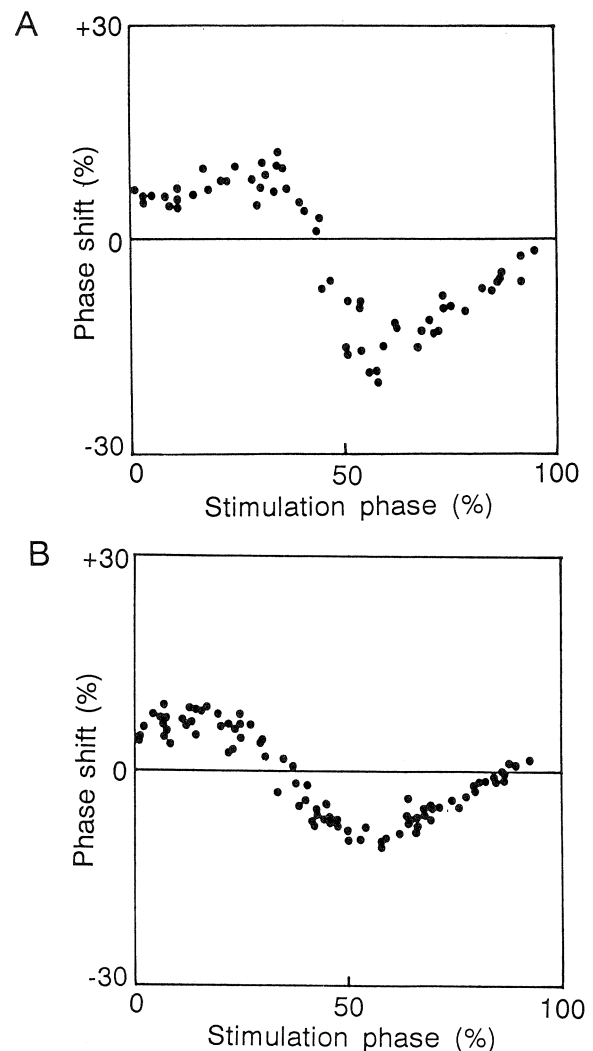 A
+30
Phase shift (%)
0
-30
0 50 100
Stimulation phase (%)
B
+30
Phase shift (%)
0
-30
0 50 100
Stimulation phase (%)